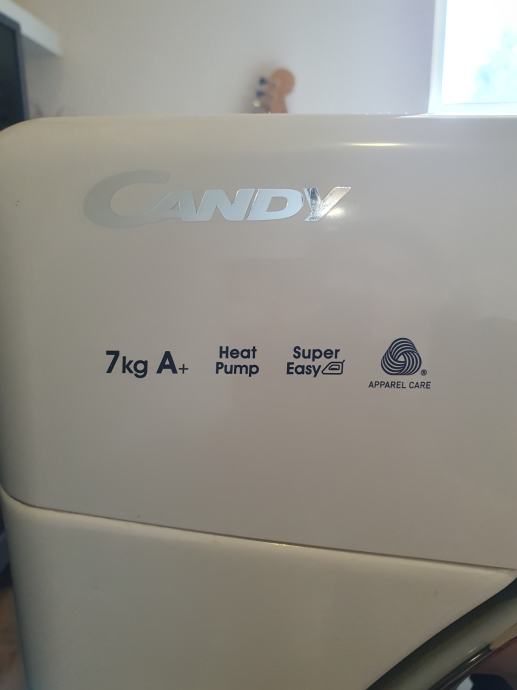 CANDY
7kg A+
Heat
Pump
Super
Easy
®
APPAREL CARE